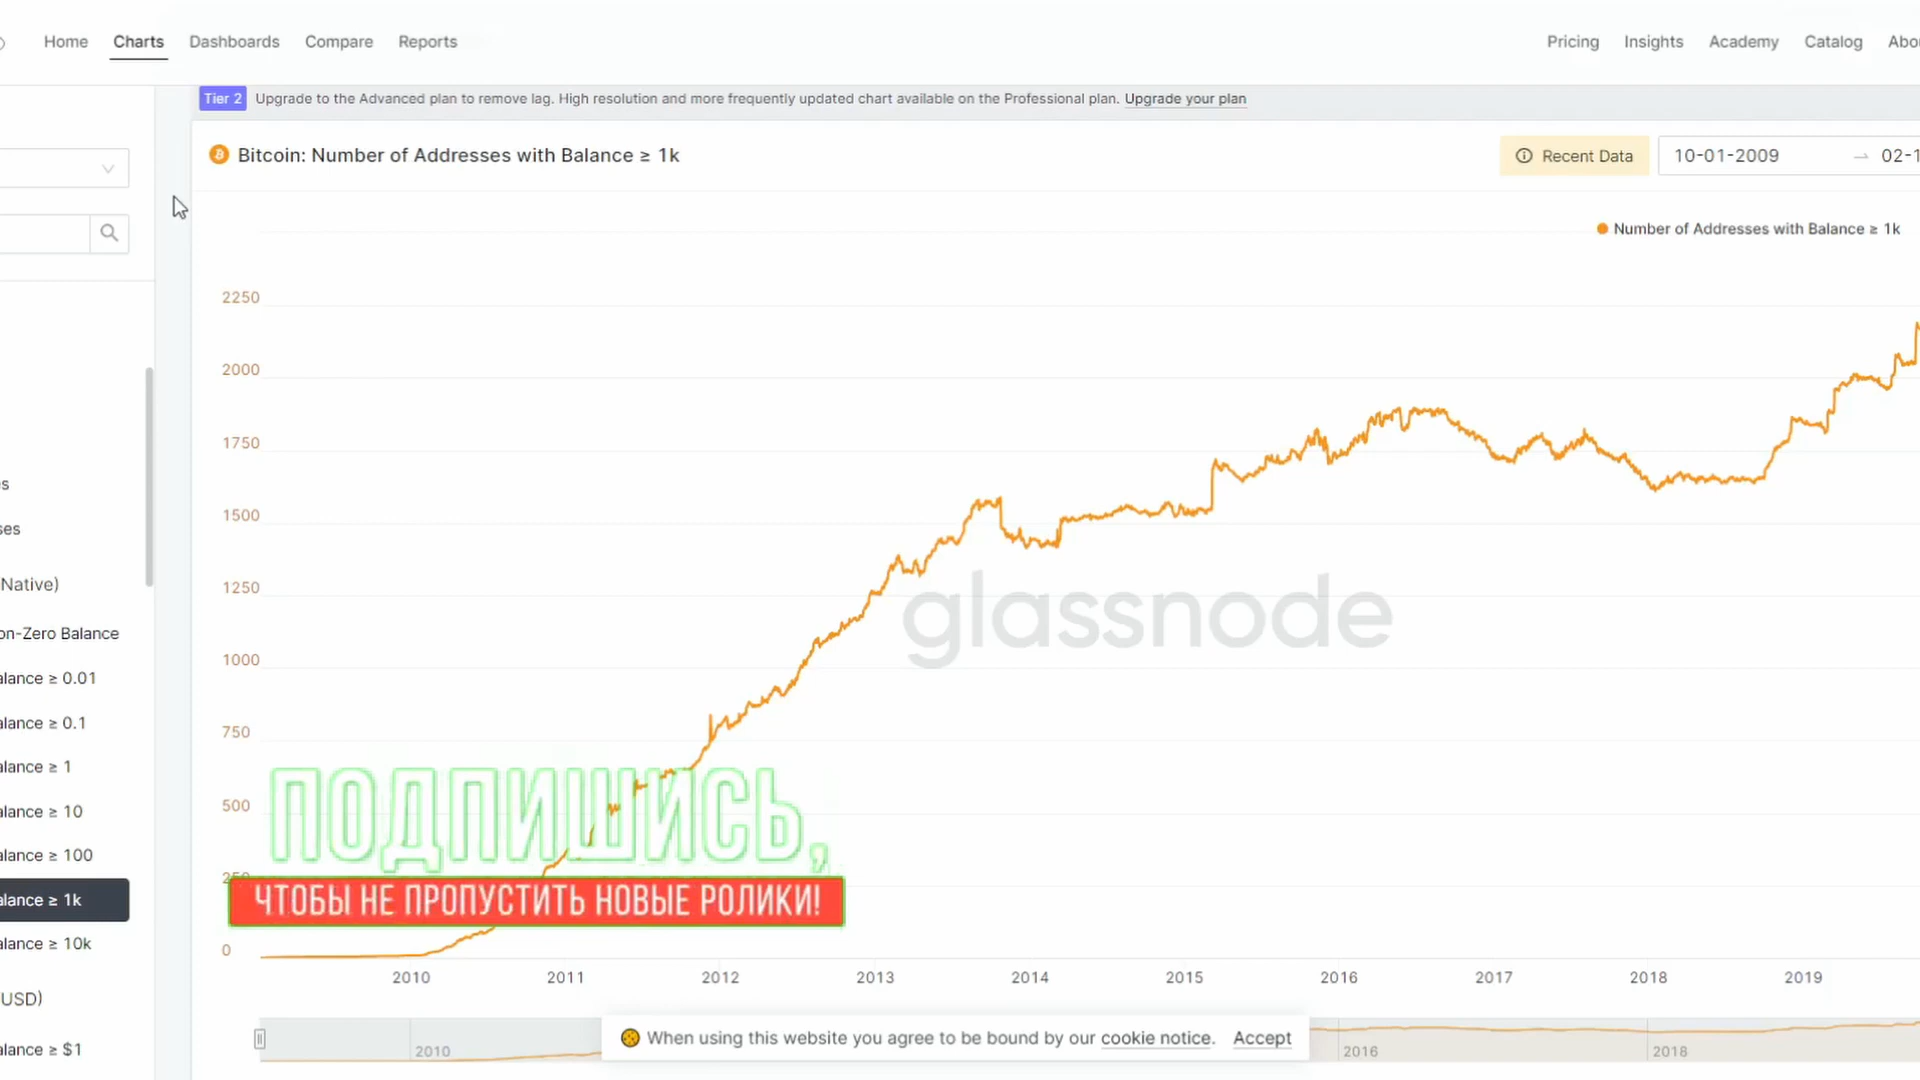 Home Charts Dashboards Compare Reports Pricing Insights Academy Catalog
Tier 2 Upgrade to the Advanced plan to remove lag. High resolution and more frequently updated chart available on the Professional plan. Upgrade your plan
Bitcoin: Number of Addresses with Balance ≥ 1k
Recent Data
10-01-2009 → 02-1
Number of Addresses with Balance ≥ 1k
2250
2000
1750
1500
1250
1000
750
500
250
0
glassnode
Native)
on-Zero Balance
alance ≥ 0.01
alance ≥ 0.1
alance ≥ 1
alance ≥ 10
alance ≥ 100
alance ≥ 1k
alance ≥ 10k
USD)
alance ≥ $1
ПОДПИШИСЬ,
ЧТОБЫ НЕ ПРОПУСТИТЬ НОВЫЕ РОЛИКИ!
2010 2011 2012 2013 2014 2015 2016 2017 2018 2019
2010 2016 2018
When using this website you agree to be bound by our cookie notice. Accept